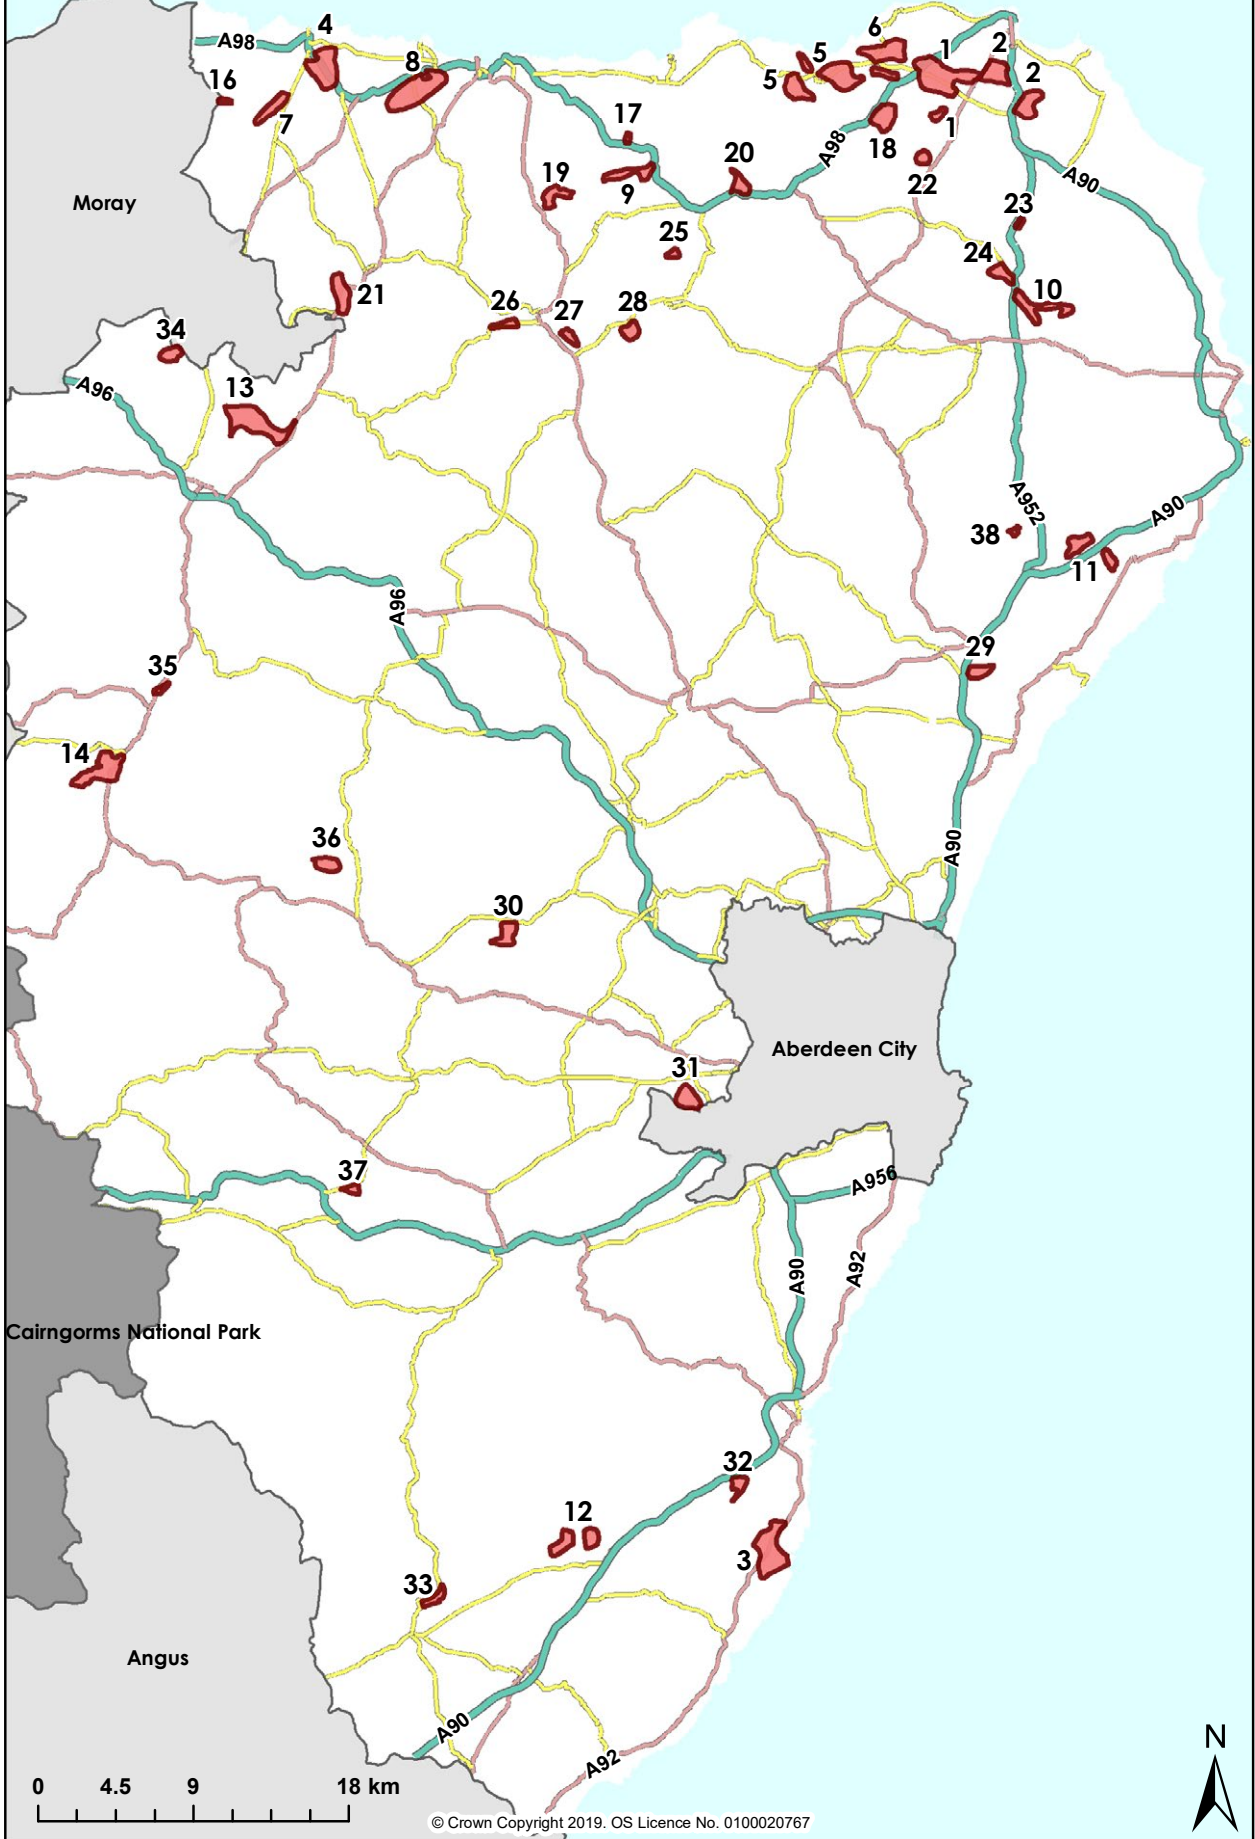 4
A98
8
6
5
1
2
5
2
16
7
17
1
18
A98
20
22
A90
19
9
Moray
23
25
24
21
10
26
27
28
34
13
A96
A952
A90
38
11
A96
29
35
14
36
A90
30
Aberdeen City
31
37
A956
A90
A92
Cairngorms National Park
32
12
3
33
Angus
A90
A92
N
0 4.5 9 18 km
© Crown Copyright 2019. OS Licence No. 0100020767